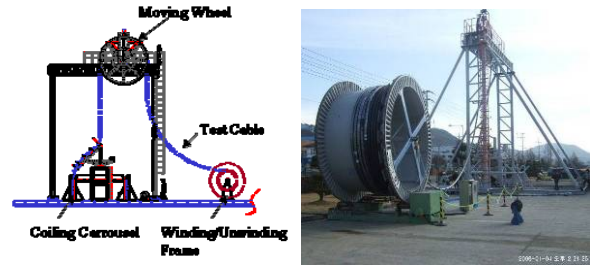 Moving Wheel
Test Cable
Coiling Carrousel
Winding/Unwinding
Frame